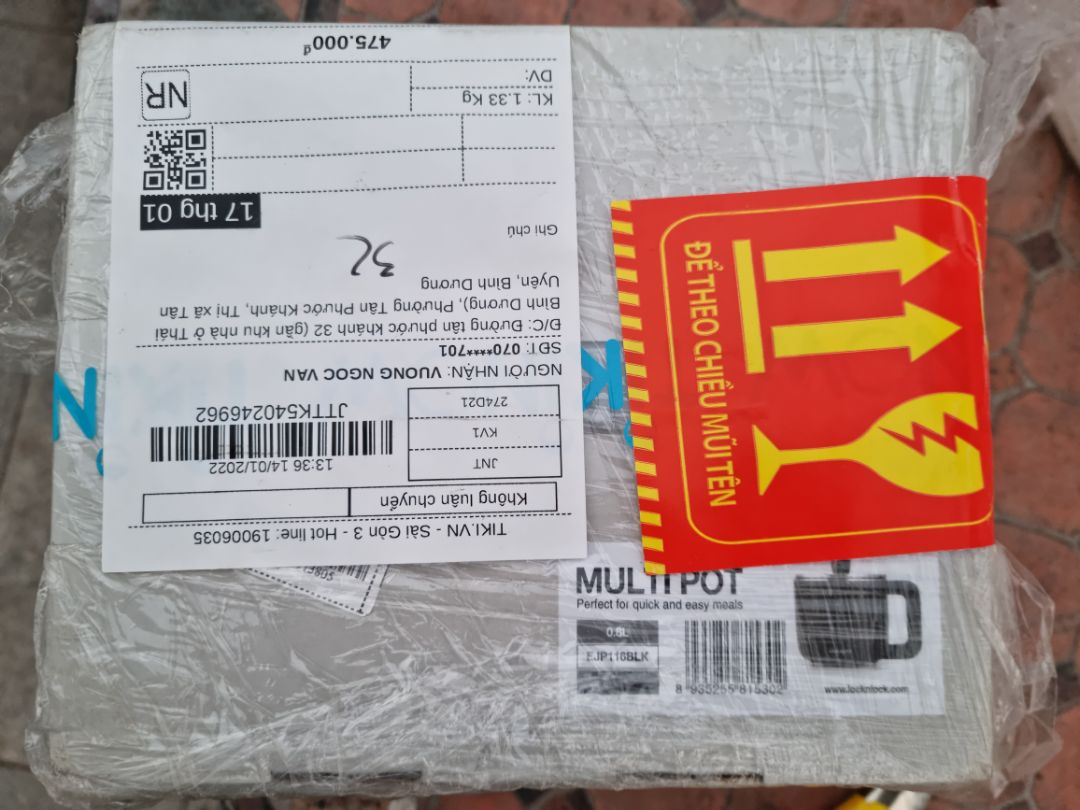 TIKI.VN - Sài Gòn 3 - Hot line: 19006035
Không luân chuyển
JNT
KV1
274D21
13:36 14/01/2022
JTTK540246962
NGƯỜI NHẬN: VUONG NGOC VAN
SĐT: 070****701
Đ/C: Đường tân phước khánh 32 (gần khu nhà ở Thái
Bình Dương), Phường Tân Phước Khánh, Thị xã Tân
Uyên, Bình Dương
32
Ghi chú
17 thg 01
KL: 1.33 Kg
DV:
NR
475.000đ
ĐỂ THEO CHIỀU MŨI TÊN
MULTI POT
Perfect for quick and easy meals
0.8L
EJP116BLK
8 935255 815302
www.locknlock.com